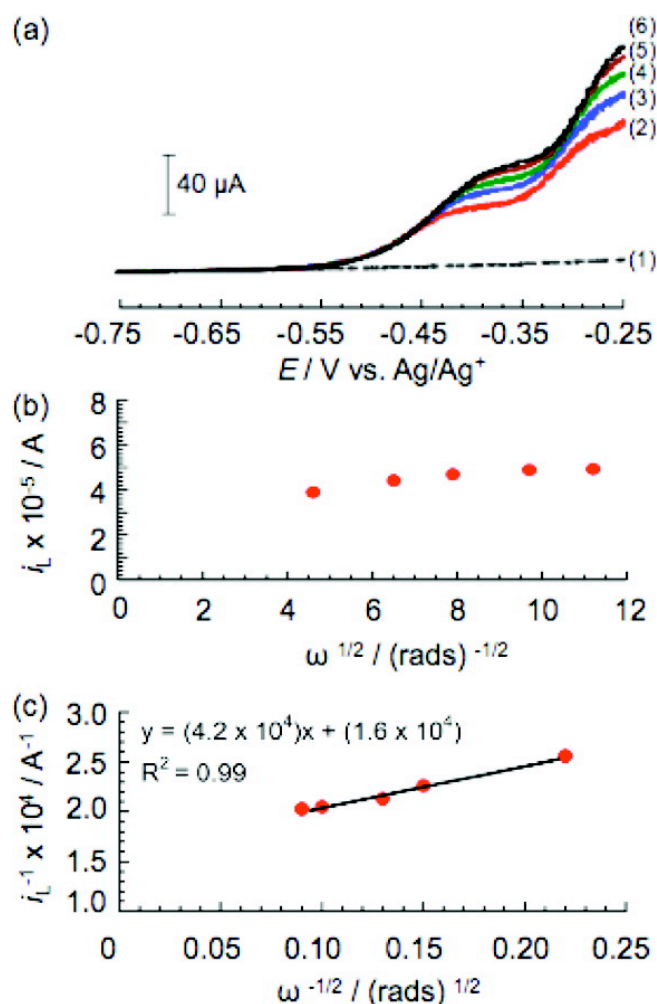 (a)
(6)
(5)
(4)
(3)
(2)
40 µA
(1)
-0.75 -0.65 -0.55 -0.45 -0.35 -0.25
E / V vs. Ag/Ag⁺
(b)
8
6
4
2
0
i_L x 10⁻⁵ / A
0 2 4 6 8 10 12
ω ¹/² / (rads) ⁻¹/²
(c)
3.0
2.5
2.0
1.5
1.0
i_L⁻¹ x 10⁴ / A⁻¹
y = (4.2 x 10⁴)x + (1.6 x 10⁴)
R² = 0.99
0 0.10 0.15 0.20 0.25
ω ⁻¹/² / (rads) ¹/²